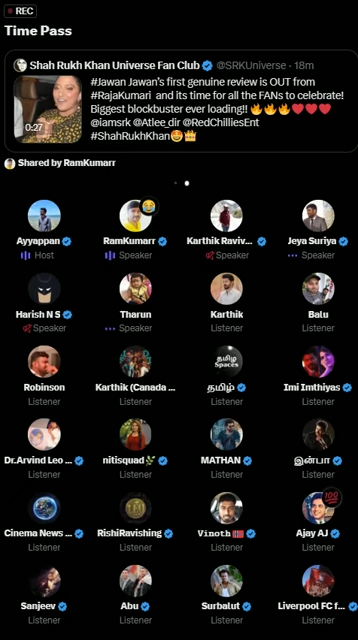 REC
Time Pass
Shah Rukh Khan Universe Fan Club @SRKUniverse · 18m
#Jawan Jawan's first genuine review is OUT from
#RajaKumari and its time for all the FANs to celebrate!
Biggest blockbuster ever loading!! 🔥🔥🔥❤️❤️❤️
@iamsrk @Atlee_dir @RedChilliesEnt
#ShahRukhKhan🤩👑
0:27
Shared by RamKumarr
Ayyappan RamKumarr Karthik Raviv... Jeya Suriya
Host Speaker Speaker Speaker
Harish N S Tharun Karthik Balu
Speaker Speaker Listener Listener
தமிழ் Spaces
Robinson Karthik (Canada ... தமிழ் Imi Imthiyas
Listener Listener Listener Listener
Dr.Arvind Leo ... nitisquad🌿 MATHAN இன்பா
Listener Listener Listener Listener
100
Cinema News ... RishiRavishing Vinoth Ajay AJ
Listener Listener Listener Listener
Sanjeev Abu Surbalut Liverpool FC f...
Listener Listener Listener Listener